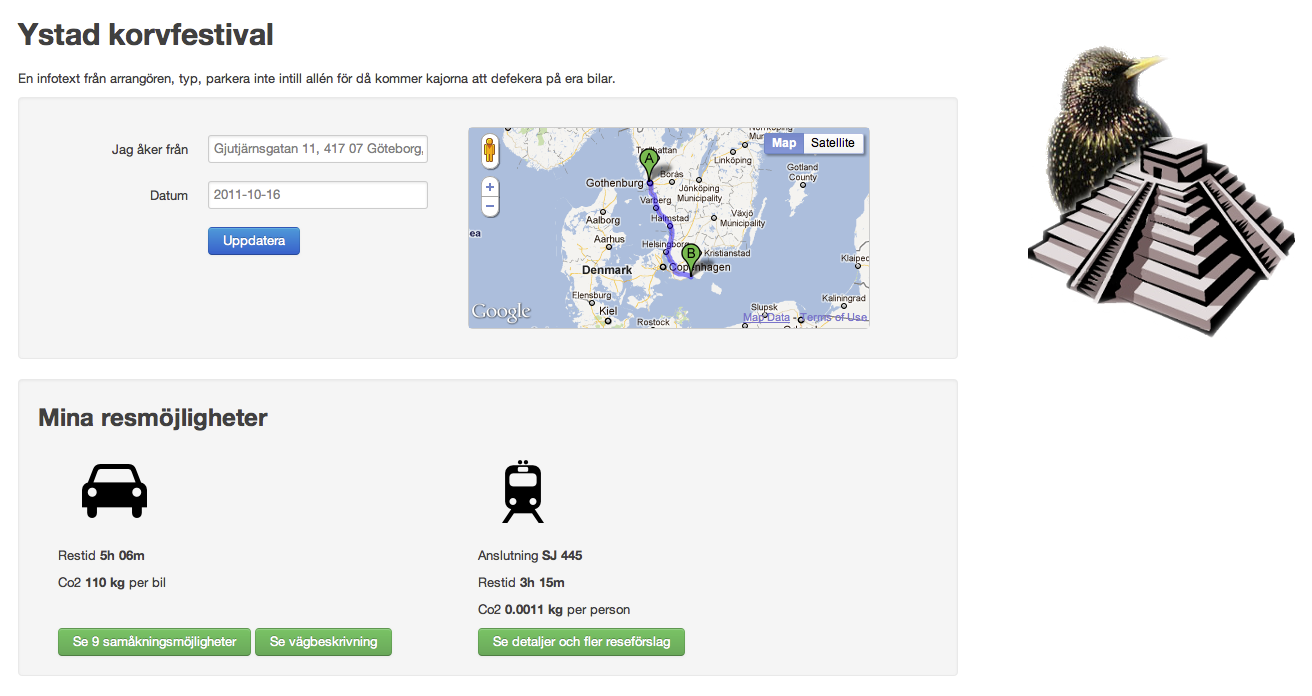 Ystad korvfestival
En infotext från arrangören, typ, parkera inte intill allén för då kommer kajorna att defekera på era bilar.
Jag åker från
Gjutjärnsgatan 11, 417 07 Göteborg,
Datum
2011-10-16
Uppdatera
Map
Satellite
Linköping
Gotland
County
Borås
Gothenburg
Jönköping
Municipality
Varberg
Aalborg
Halmstad
Växjö
Municipality
ea
Aarhus
Helsingborg
Kristianstad
A
B
Denmark
Copenhagen
Klaiped
Flensburg
Kiel
Kaliningrad
Slupsk
Rostock
Google
Map Data - Terms of Use
Mina resmöjligheter
Restid 5h 06m
Co2 110 kg per bil
Se 9 samåkningsmöjligheter
Se vägbeskrivning
Anslutning SJ 445
Restid 3h 15m
Co2 0.0011 kg per person
Se detaljer och fler reseförslag